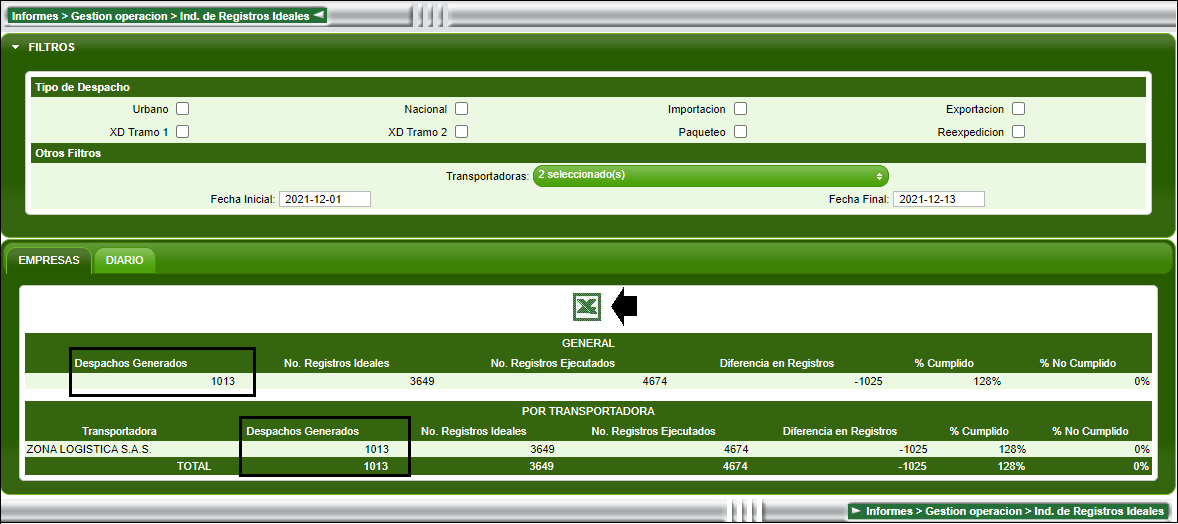 Informes > Gestion operacion > Ind. de Registros Ideales
FILTROS
Tipo de Despacho
Urbano Nacional Importacion Exportacion
XD Tramo 1 XD Tramo 2 Paqueteo Reexpedicion
Otros Filtros
Transportadoras: 2 seleccionado(s)
Fecha Inicial: 2021-12-01 Fecha Final: 2021-12-13
EMPRESAS DIARIO
GENERAL
Despachos Generados No. Registros Ideales No. Registros Ejecutados Diferencia en Registros % Cumplido % No Cumplido
1013 3649 4674 -1025 128% 0%
POR TRANSPORTADORA
Transportadora Despachos Generados No. Registros Ideales No. Registros Ejecutados Diferencia en Registros % Cumplido % No Cumplido
ZONA LOGISTICA S.A.S. 1013 3649 4674 -1025 128% 0%
TOTAL 1013 3649 4674 -1025 128% 0%
Informes > Gestion operacion > Ind. de Registros Ideales